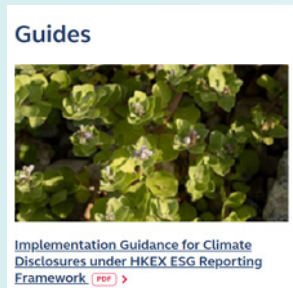 Guides
Implementation Guidance for Climate
Disclosures under HKEX ESG Reporting
Framework PDF >